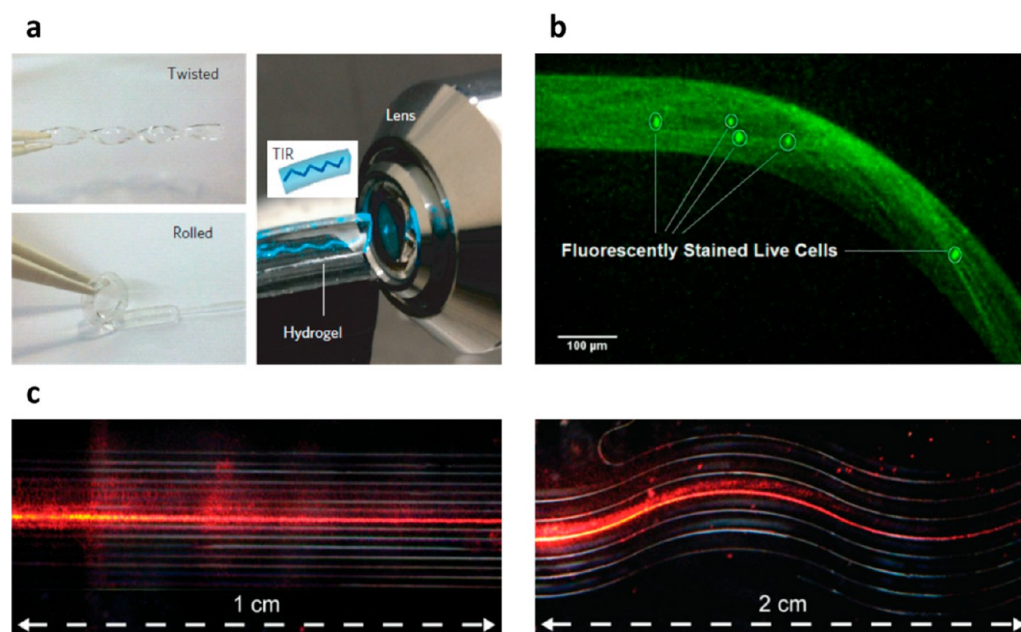 a
b
Twisted
Rolled
TIR
Lens
Hydrogel
Fluorescently Stained Live Cells
100 µm
c
1 cm
2 cm